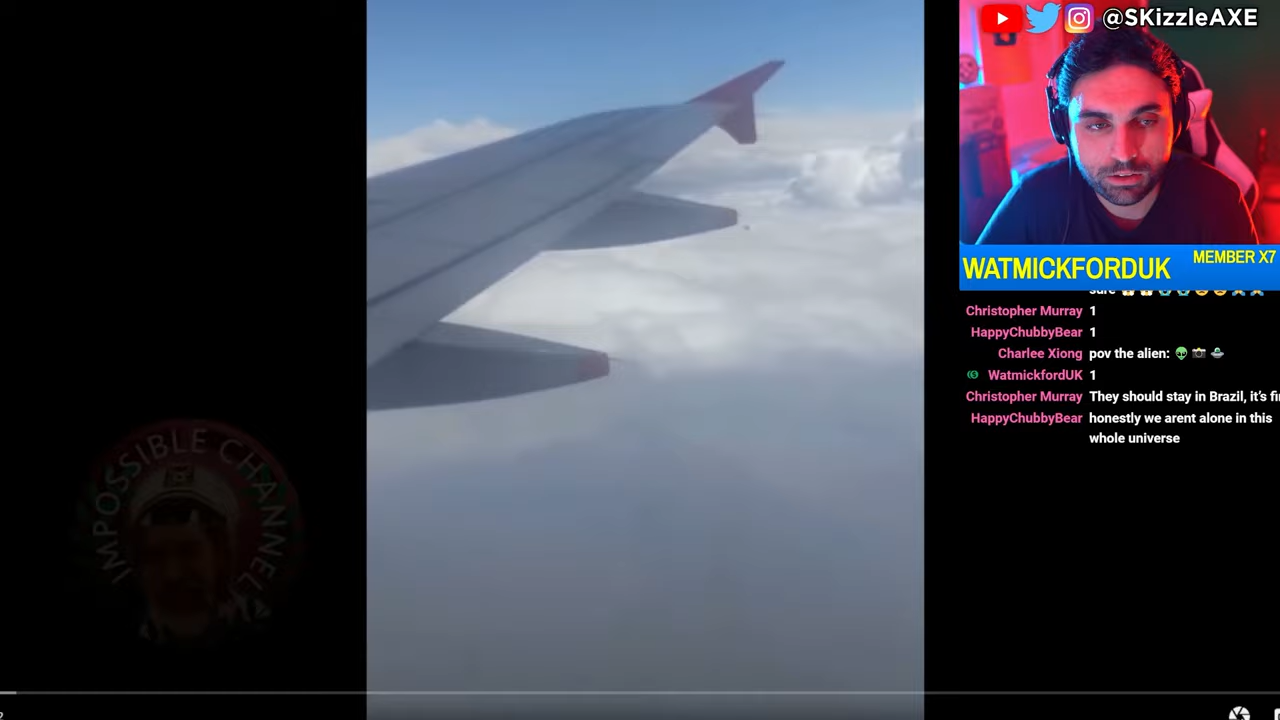 @SKizzleAXE
WATMICKFORDUK
MEMBER X7
sure
Christopher Murray 1
HappyChubbyBear 1
Charlee Xiong pov the alien: 👽 📸 🛸
WatmickfordUK 1
Christopher Murray They should stay in Brazil, it's
HappyChubbyBear honestly we arent alone in this
whole universe
IMPOSSIBLE CHANNEL